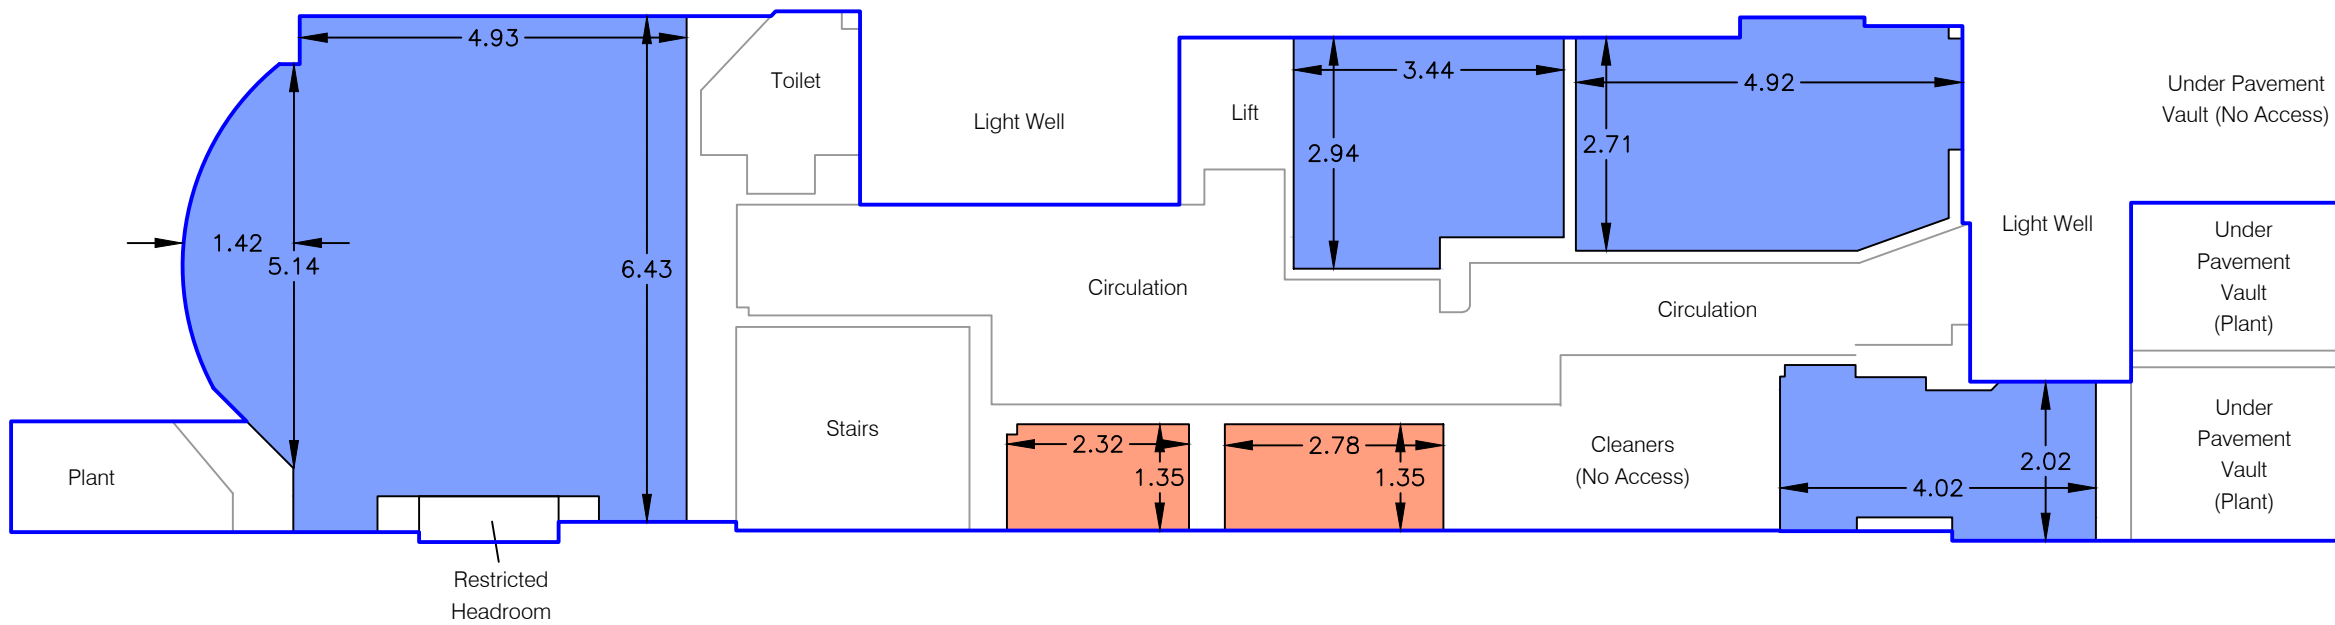 4.93
Toilet
Light Well
Lift
3.44
4.92
2.94
2.71
Under Pavement
Vault (No Access)
1.42
5.14
6.43
Circulation
Circulation
Light Well
Under
Pavement
Vault
(Plant)
Plant
Stairs
2.32
1.35
2.78
1.35
Cleaners
(No Access)
4.02
2.02
Under
Pavement
Vault
(Plant)
Restricted
Headroom